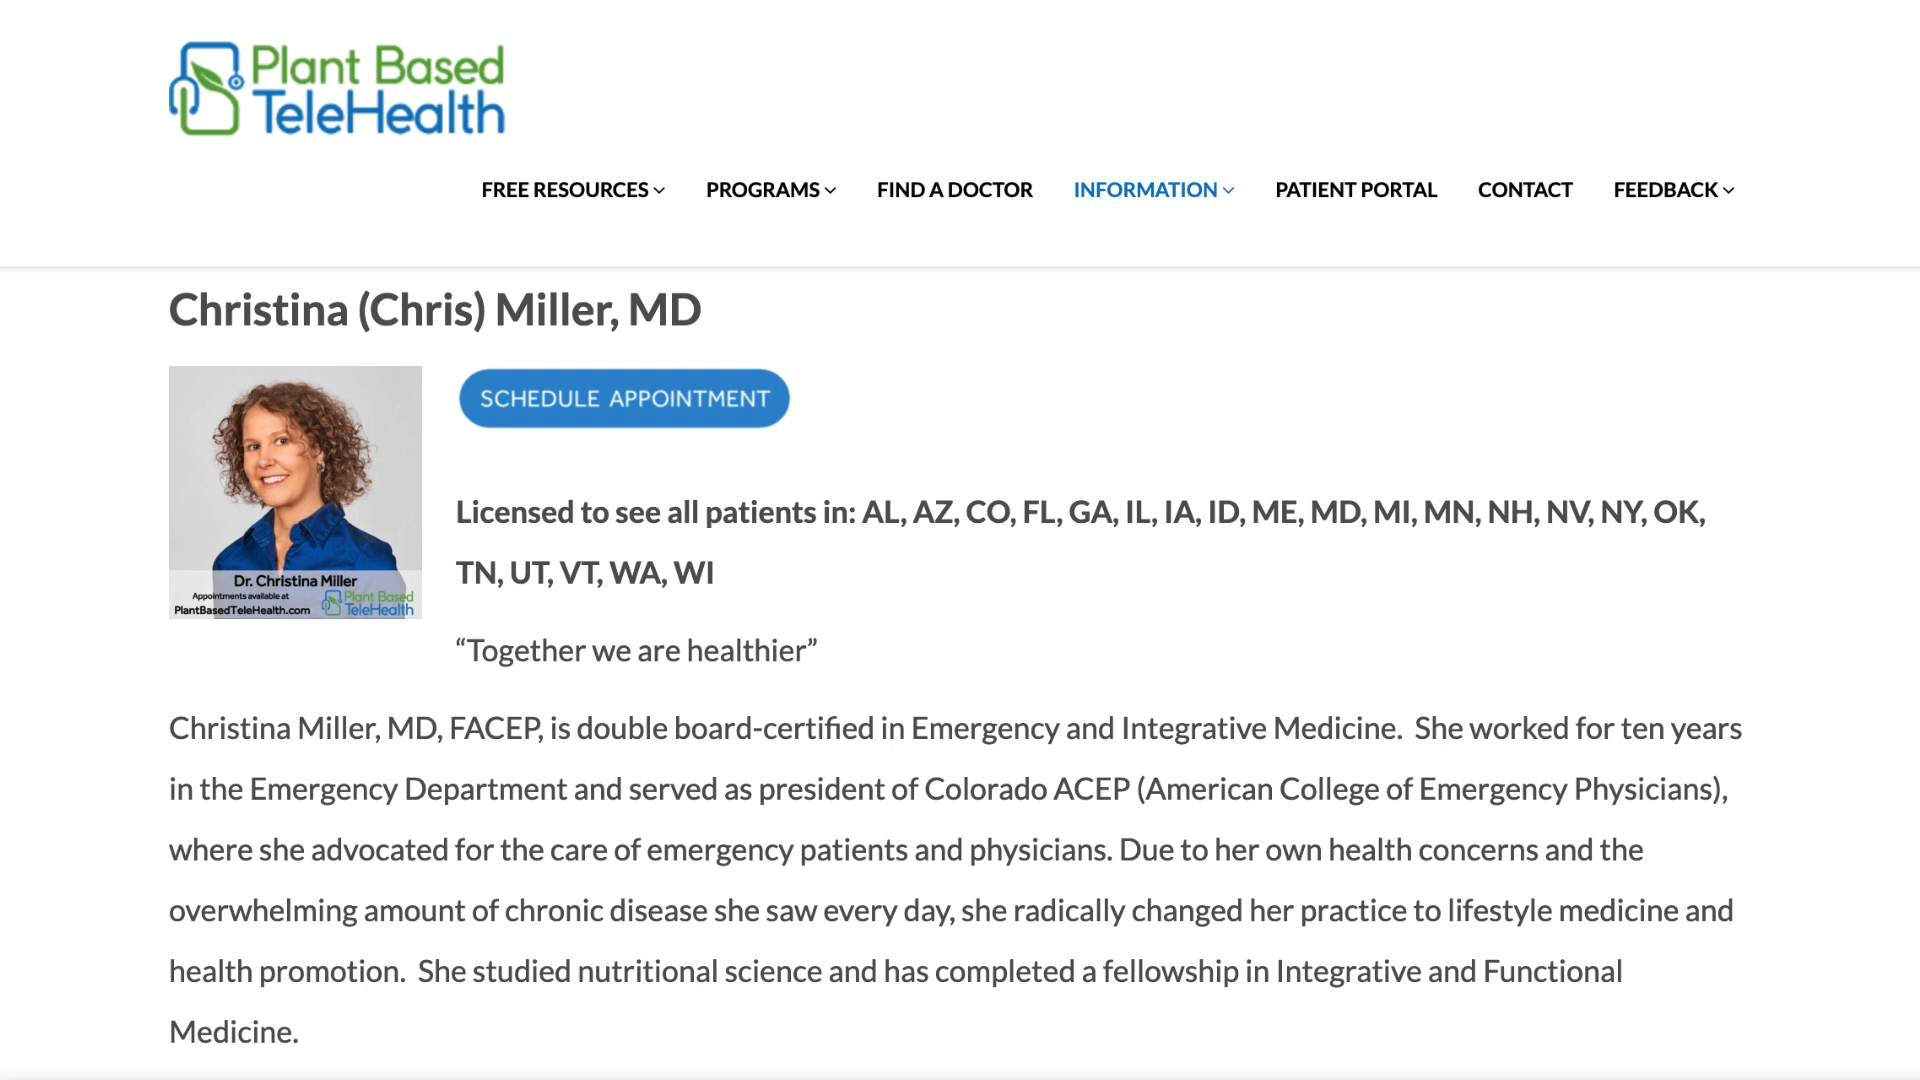 Plant Based
TeleHealth
FREE RESOURCES PROGRAMS FIND A DOCTOR INFORMATION PATIENT PORTAL CONTACT FEEDBACK
Christina (Chris) Miller, MD
SCHEDULE APPOINTMENT
Licensed to see all patients in: AL, AZ, CO, FL, GA, IL, IA, ID, ME, MD, MI, MN, NH, NV, NY, OK,
TN, UT, VT, WA, WI
Dr. Christina Miller
Appointments available at
PlantBasedTeleHealth.com
Plant Based
TeleHealth
“Together we are healthier”
Christina Miller, MD, FACEP, is double board-certified in Emergency and Integrative Medicine. She worked for ten years
in the Emergency Department and served as president of Colorado ACEP (American College of Emergency Physicians),
where she advocated for the care of emergency patients and physicians. Due to her own health concerns and the
overwhelming amount of chronic disease she saw every day, she radically changed her practice to lifestyle medicine and
health promotion. She studied nutritional science and has completed a fellowship in Integrative and Functional
Medicine.